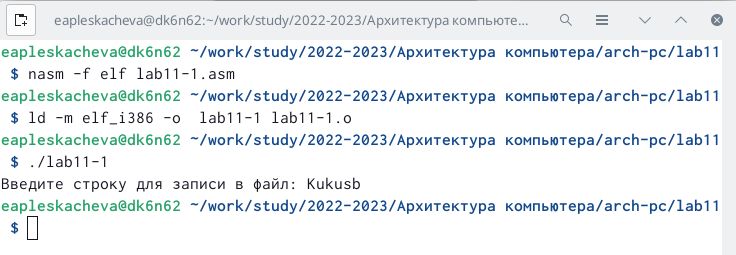 eapleskacheva@dk6n62:~/work/study/2022-2023/Архитектура компьюте...
eapleskacheva@dk6n62 ~/work/study/2022-2023/Архитектура компьютера/arch-pc/lab11
$ nasm -f elf lab11-1.asm
eapleskacheva@dk6n62 ~/work/study/2022-2023/Архитектура компьютера/arch-pc/lab11
$ ld -m elf_i386 -o  lab11-1 lab11-1.o
eapleskacheva@dk6n62 ~/work/study/2022-2023/Архитектура компьютера/arch-pc/lab11
$ ./lab11-1
Введите строку для записи в файл: Kukusb
eapleskacheva@dk6n62 ~/work/study/2022-2023/Архитектура компьютера/arch-pc/lab11
$